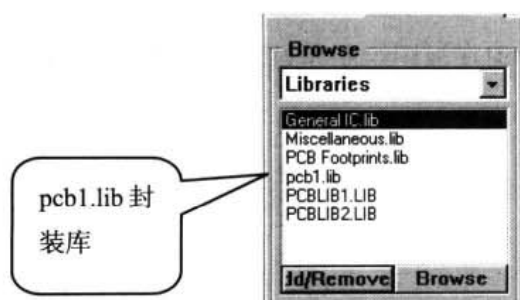 Browse
Libraries
General IC.lib
Miscellaneous.lib
PCB Footprints.lib
pcb1.lib
PCBLIB1.LIB
PCBLIB2.LIB
dd/Remove Browse
pcb1.lib 封
装库